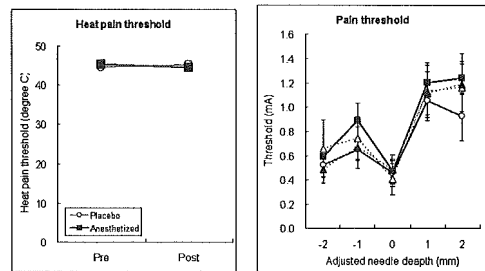 Heat pain threshold
Heat pain threshold (degree C)
50
40
30
20
10
0
Placebo
Anesthetized
Pre
Post
Pain threshold
Threshold (mA)
1.6
1.4
1.2
1.0
0.8
0.6
0.4
0.2
0.0
-2
-1
0
1
2
Adjusted needle deapth (mm)